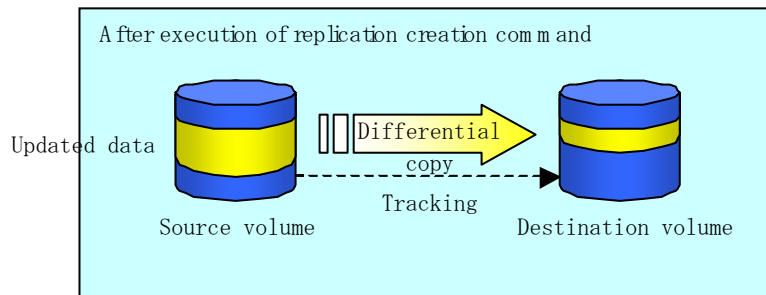 After execution of replication creation command
Updated data
Differential
copy
Tracking
Source volume
Destination volume